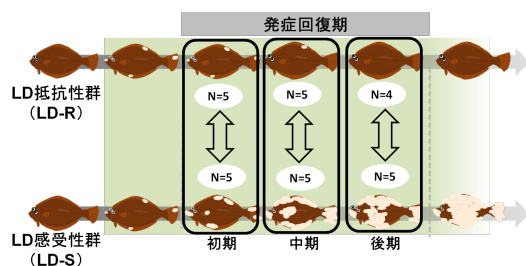 発症回復期
LD抵抗性群
（LD-R）
N=5
N=5
N=4
N=5
N=5
N=5
LD感受性群
（LD-S）
初期
中期
後期